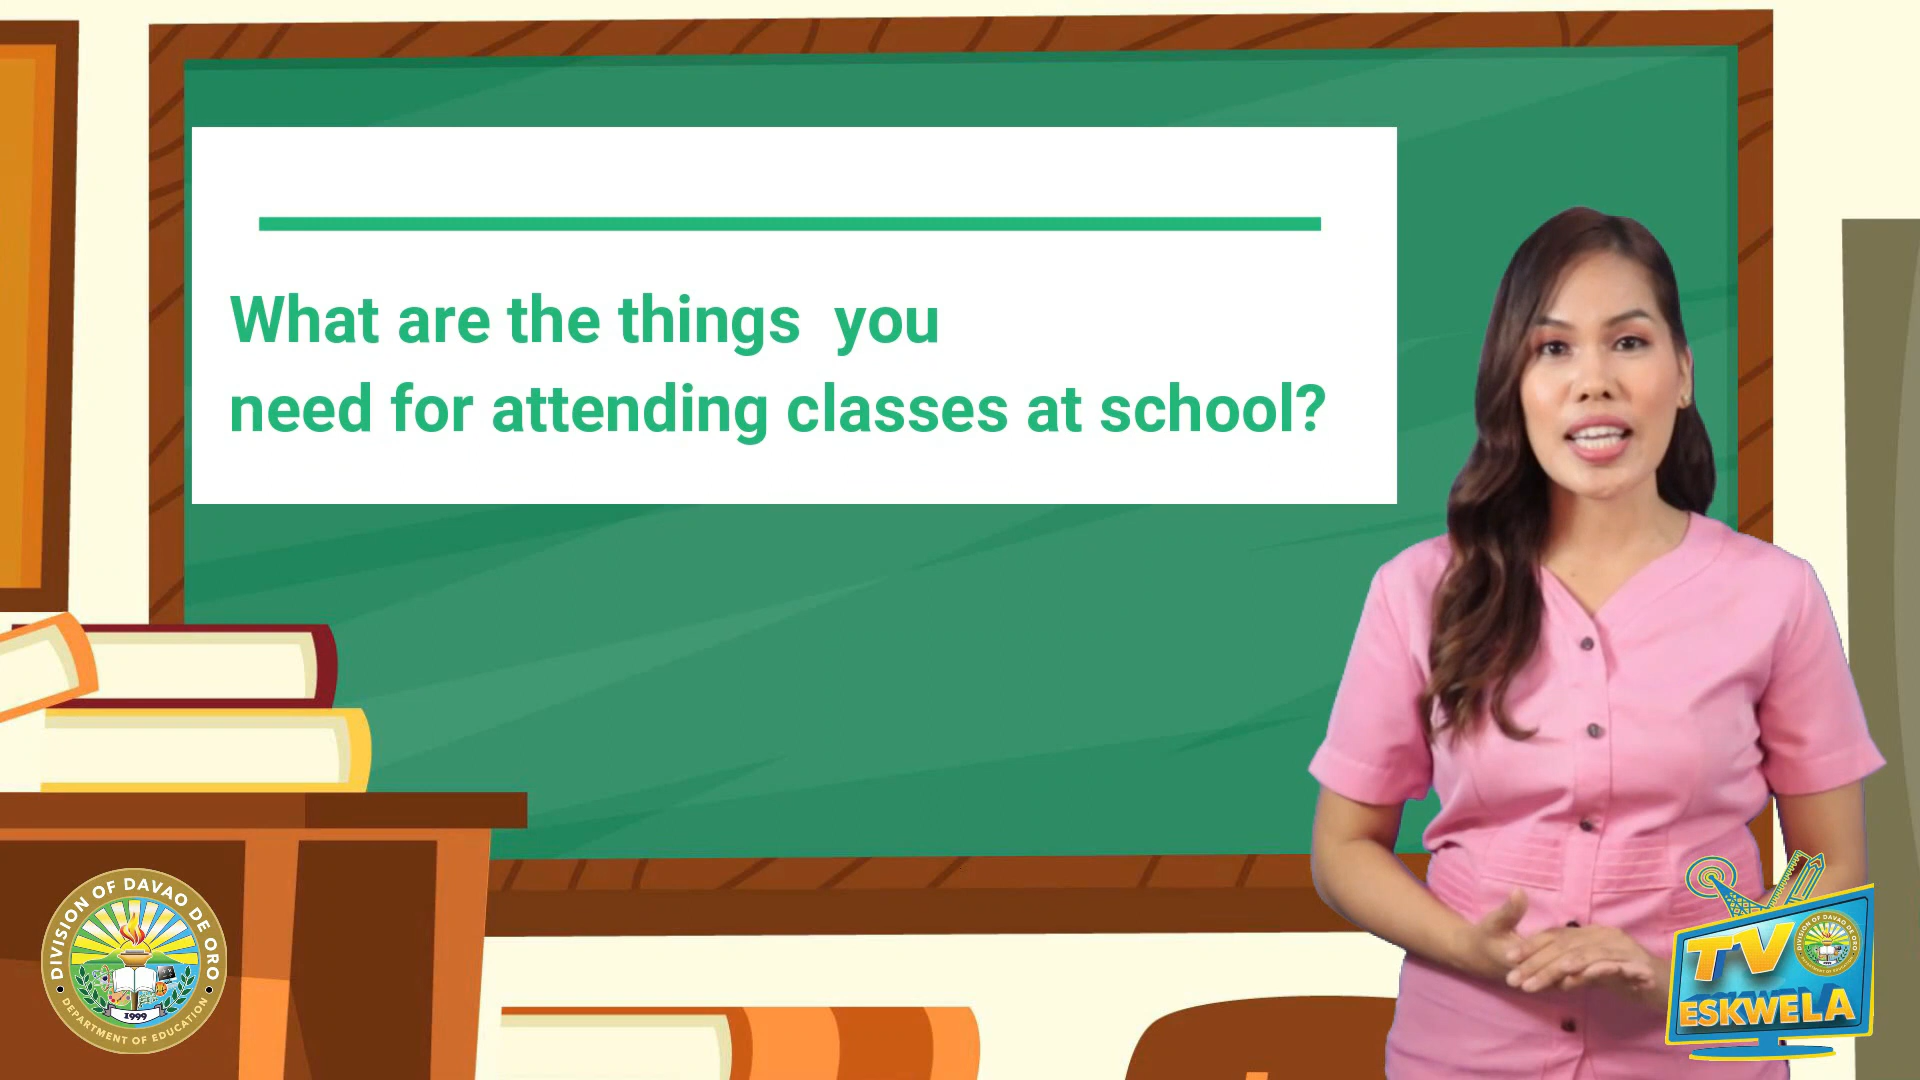 What are the things  you
need for attending classes at school?
DIVISION OF DAVAO DE ORO
1999
DEPARTMENT OF EDUCATION
TV
ESKWELA